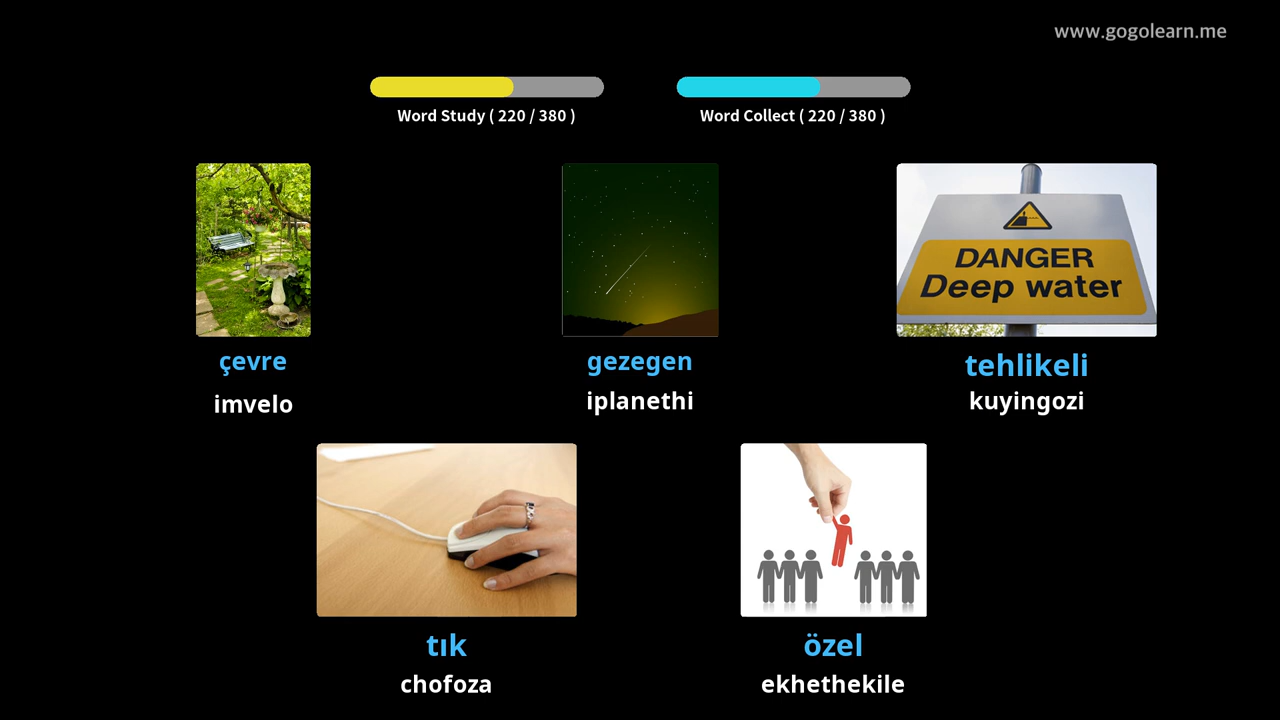 www.gogolearn.me
Word Study ( 220 / 380 )
Word Collect ( 220 / 380 )
DANGER
Deep water
çevre
gezegen
tehlikeli
imvelo
iplanethi
kuyingozi
tık
özel
chofoza
ekhethekile